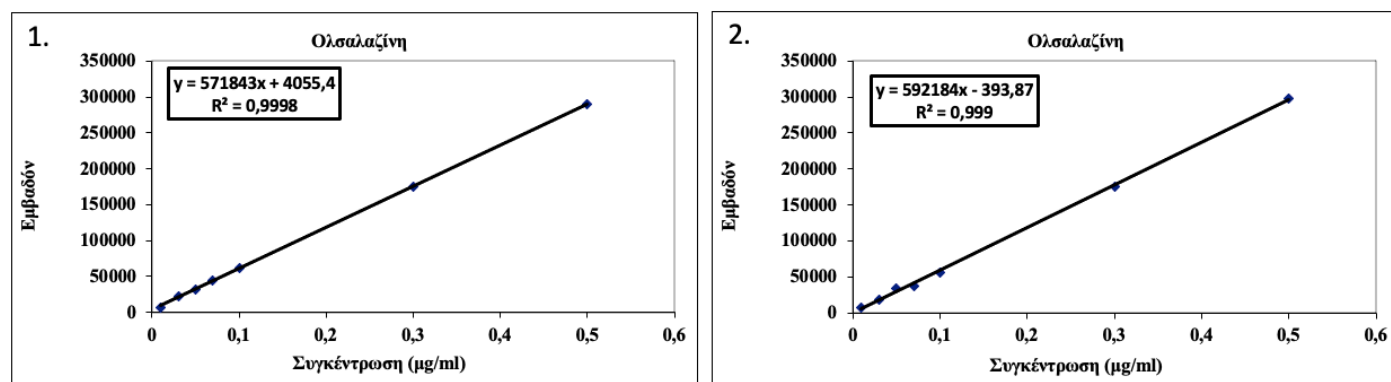 1.
Ολσαλαζίνη
y = 571843x + 4055,4
R² = 0,9998
350000
300000
250000
200000
150000
100000
50000
0
Εμβαδόν
0 0,1 0,2 0,3 0,4 0,5 0,6
Συγκέντρωση (μg/ml)
2.
Ολσαλαζίνη
y = 592184x - 393,87
R² = 0,999
350000
300000
250000
200000
150000
100000
50000
0
Εμβαδόν
0 0,1 0,2 0,3 0,4 0,5 0,6
Συγκέντρωση (μg/ml)